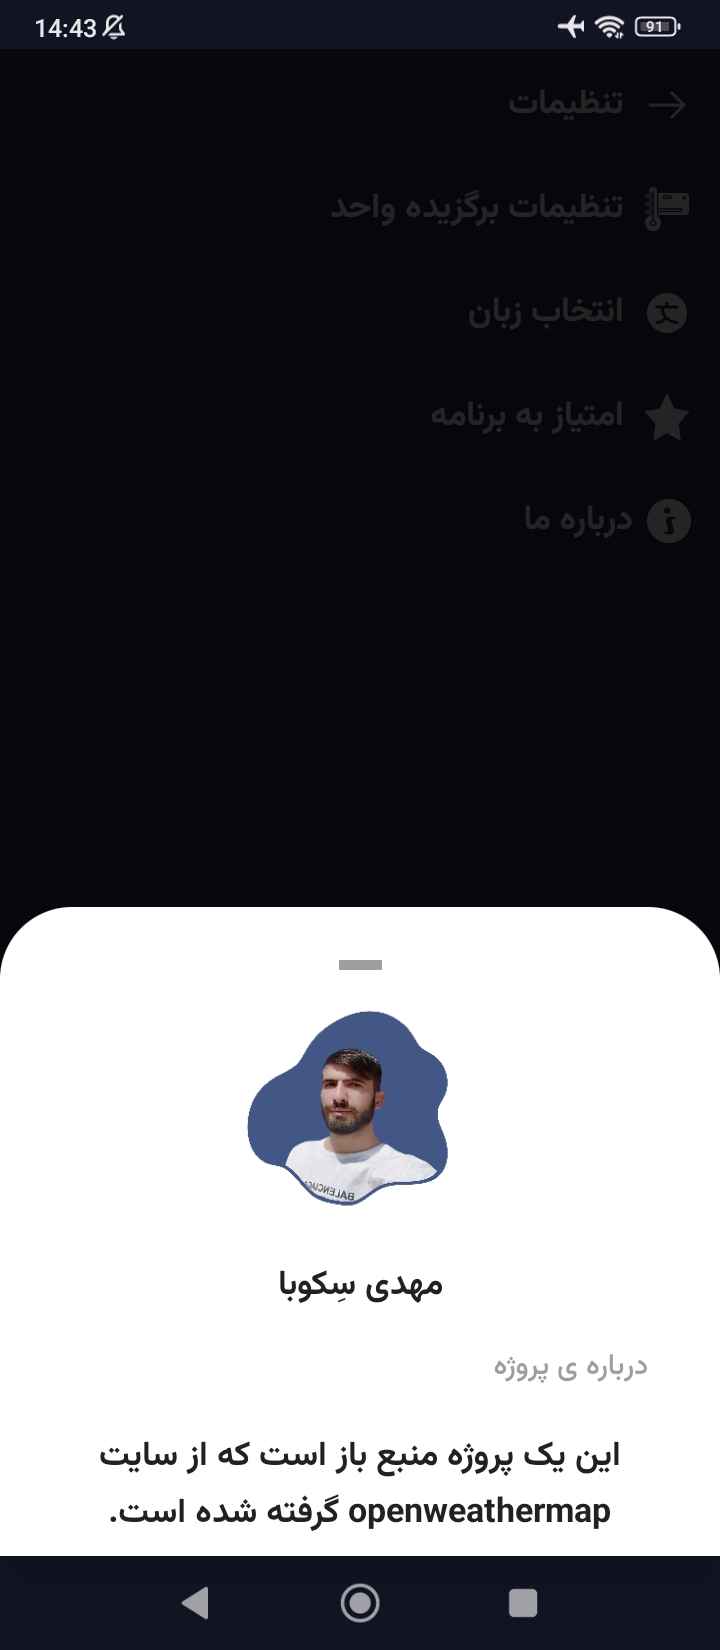 14:43
91
تنظیمات
تنظیمات برگزیده واحد
انتخاب زبان
امتیاز به برنامه
درباره ما
مهدی سِکوبا
درباره ی پروژه
این یک پروژه منبع باز است که از سایت
openweathermap گرفته شده است.